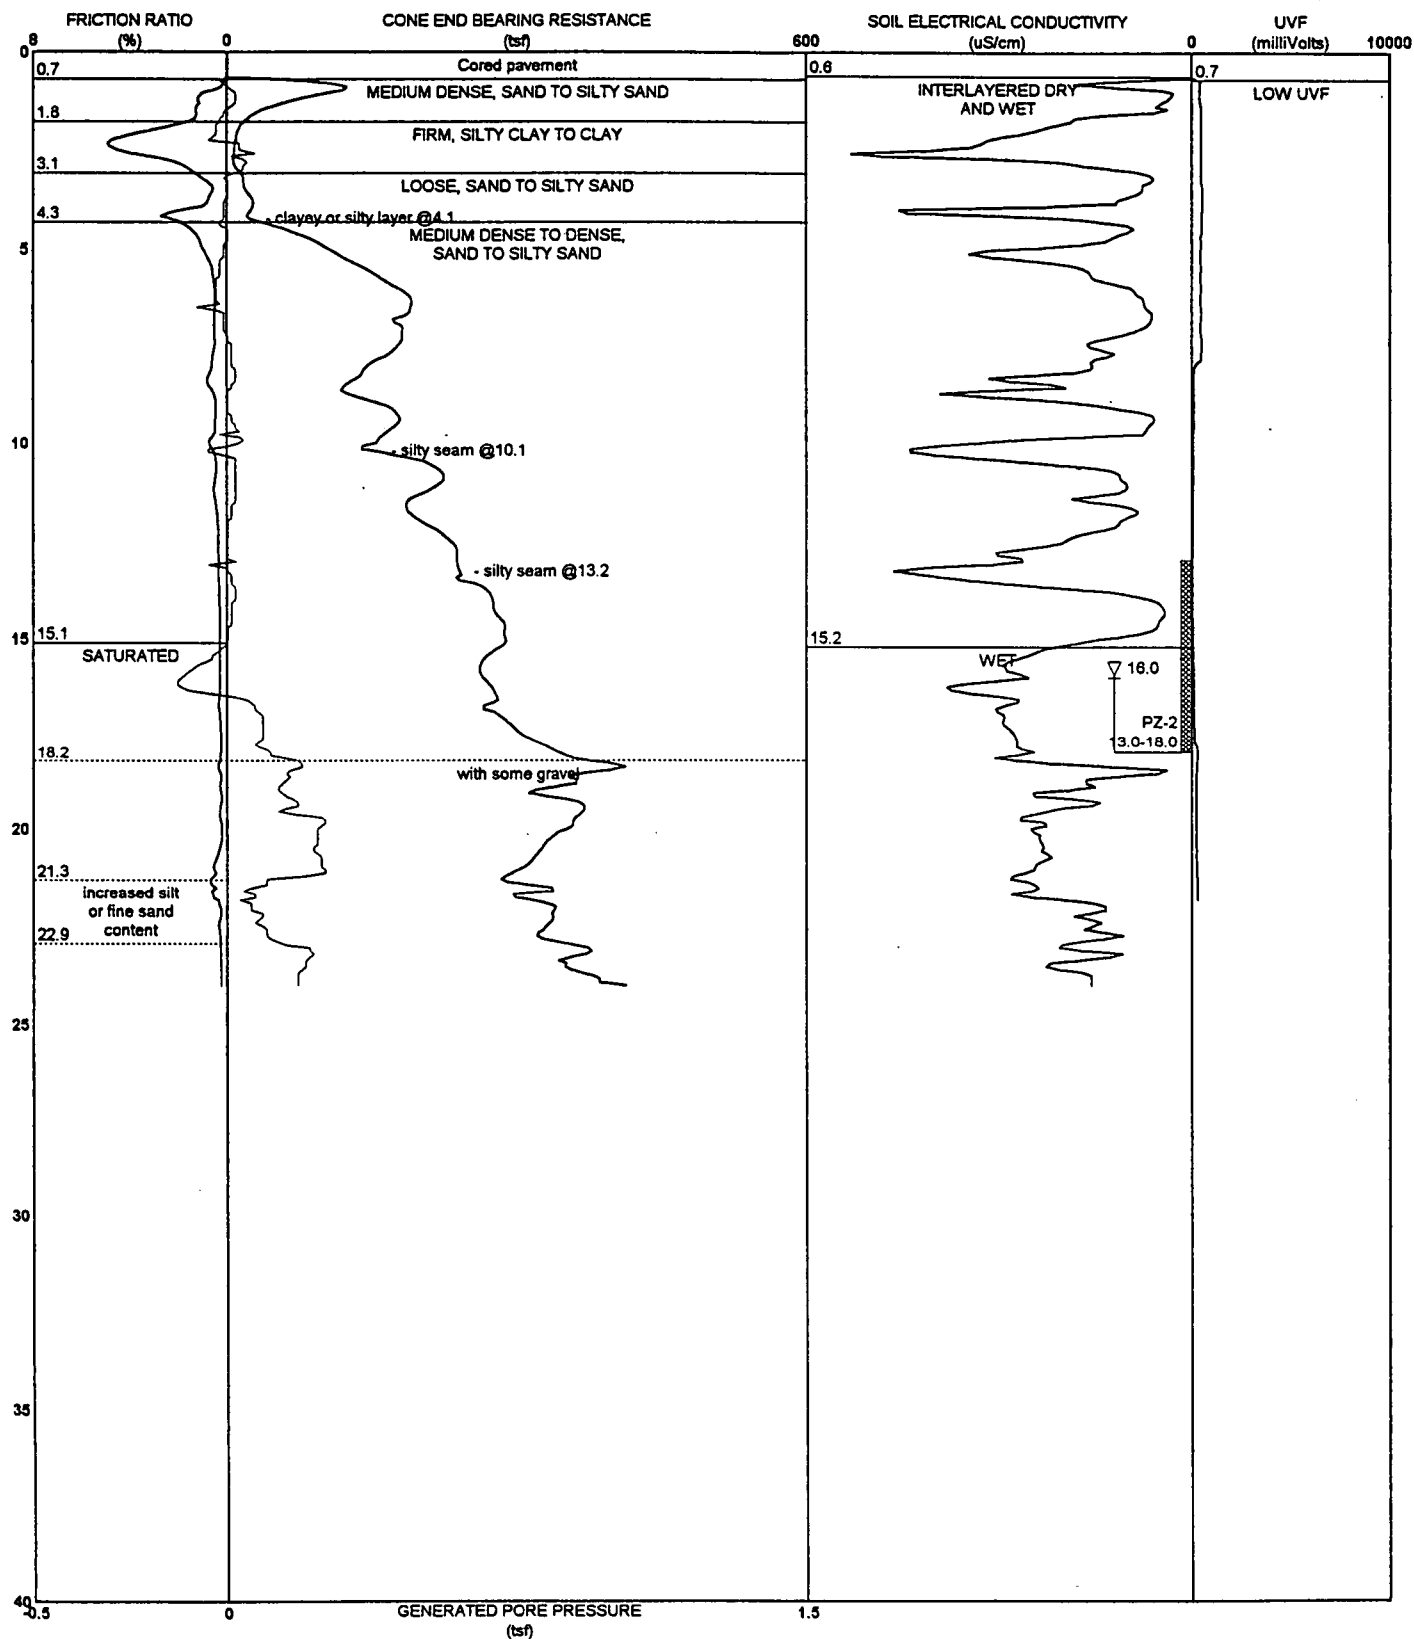 FRICTION RATIO
(%)
CONE END BEARING RESISTANCE
(tsf)
SOIL ELECTRICAL CONDUCTIVITY
(uS/cm)
UVF
(milliVolts)
8
0
600
0
10000
0
Cored pavement
0.7
0.6
0.7
MEDIUM DENSE, SAND TO SILTY SAND
INTERLAYERED DRY
AND WET
LOW UVF
1.8
FIRM, SILTY CLAY TO CLAY
3.1
LOOSE, SAND TO SILTY SAND
4.3
- clayey or silty layer @4.1
MEDIUM DENSE TO DENSE,
SAND TO SILTY SAND
5
10
- silty seam @10.1
- silty seam @13.2
15
15.1
15.2
SATURATED
WET
16.0
PZ-2
13.0-18.0
18.2
with some gravel
20
21.3
increased silt
or fine sand
content
22.9
25
30
35
40
-0.5
0
GENERATED PORE PRESSURE
(tsf)
1.5